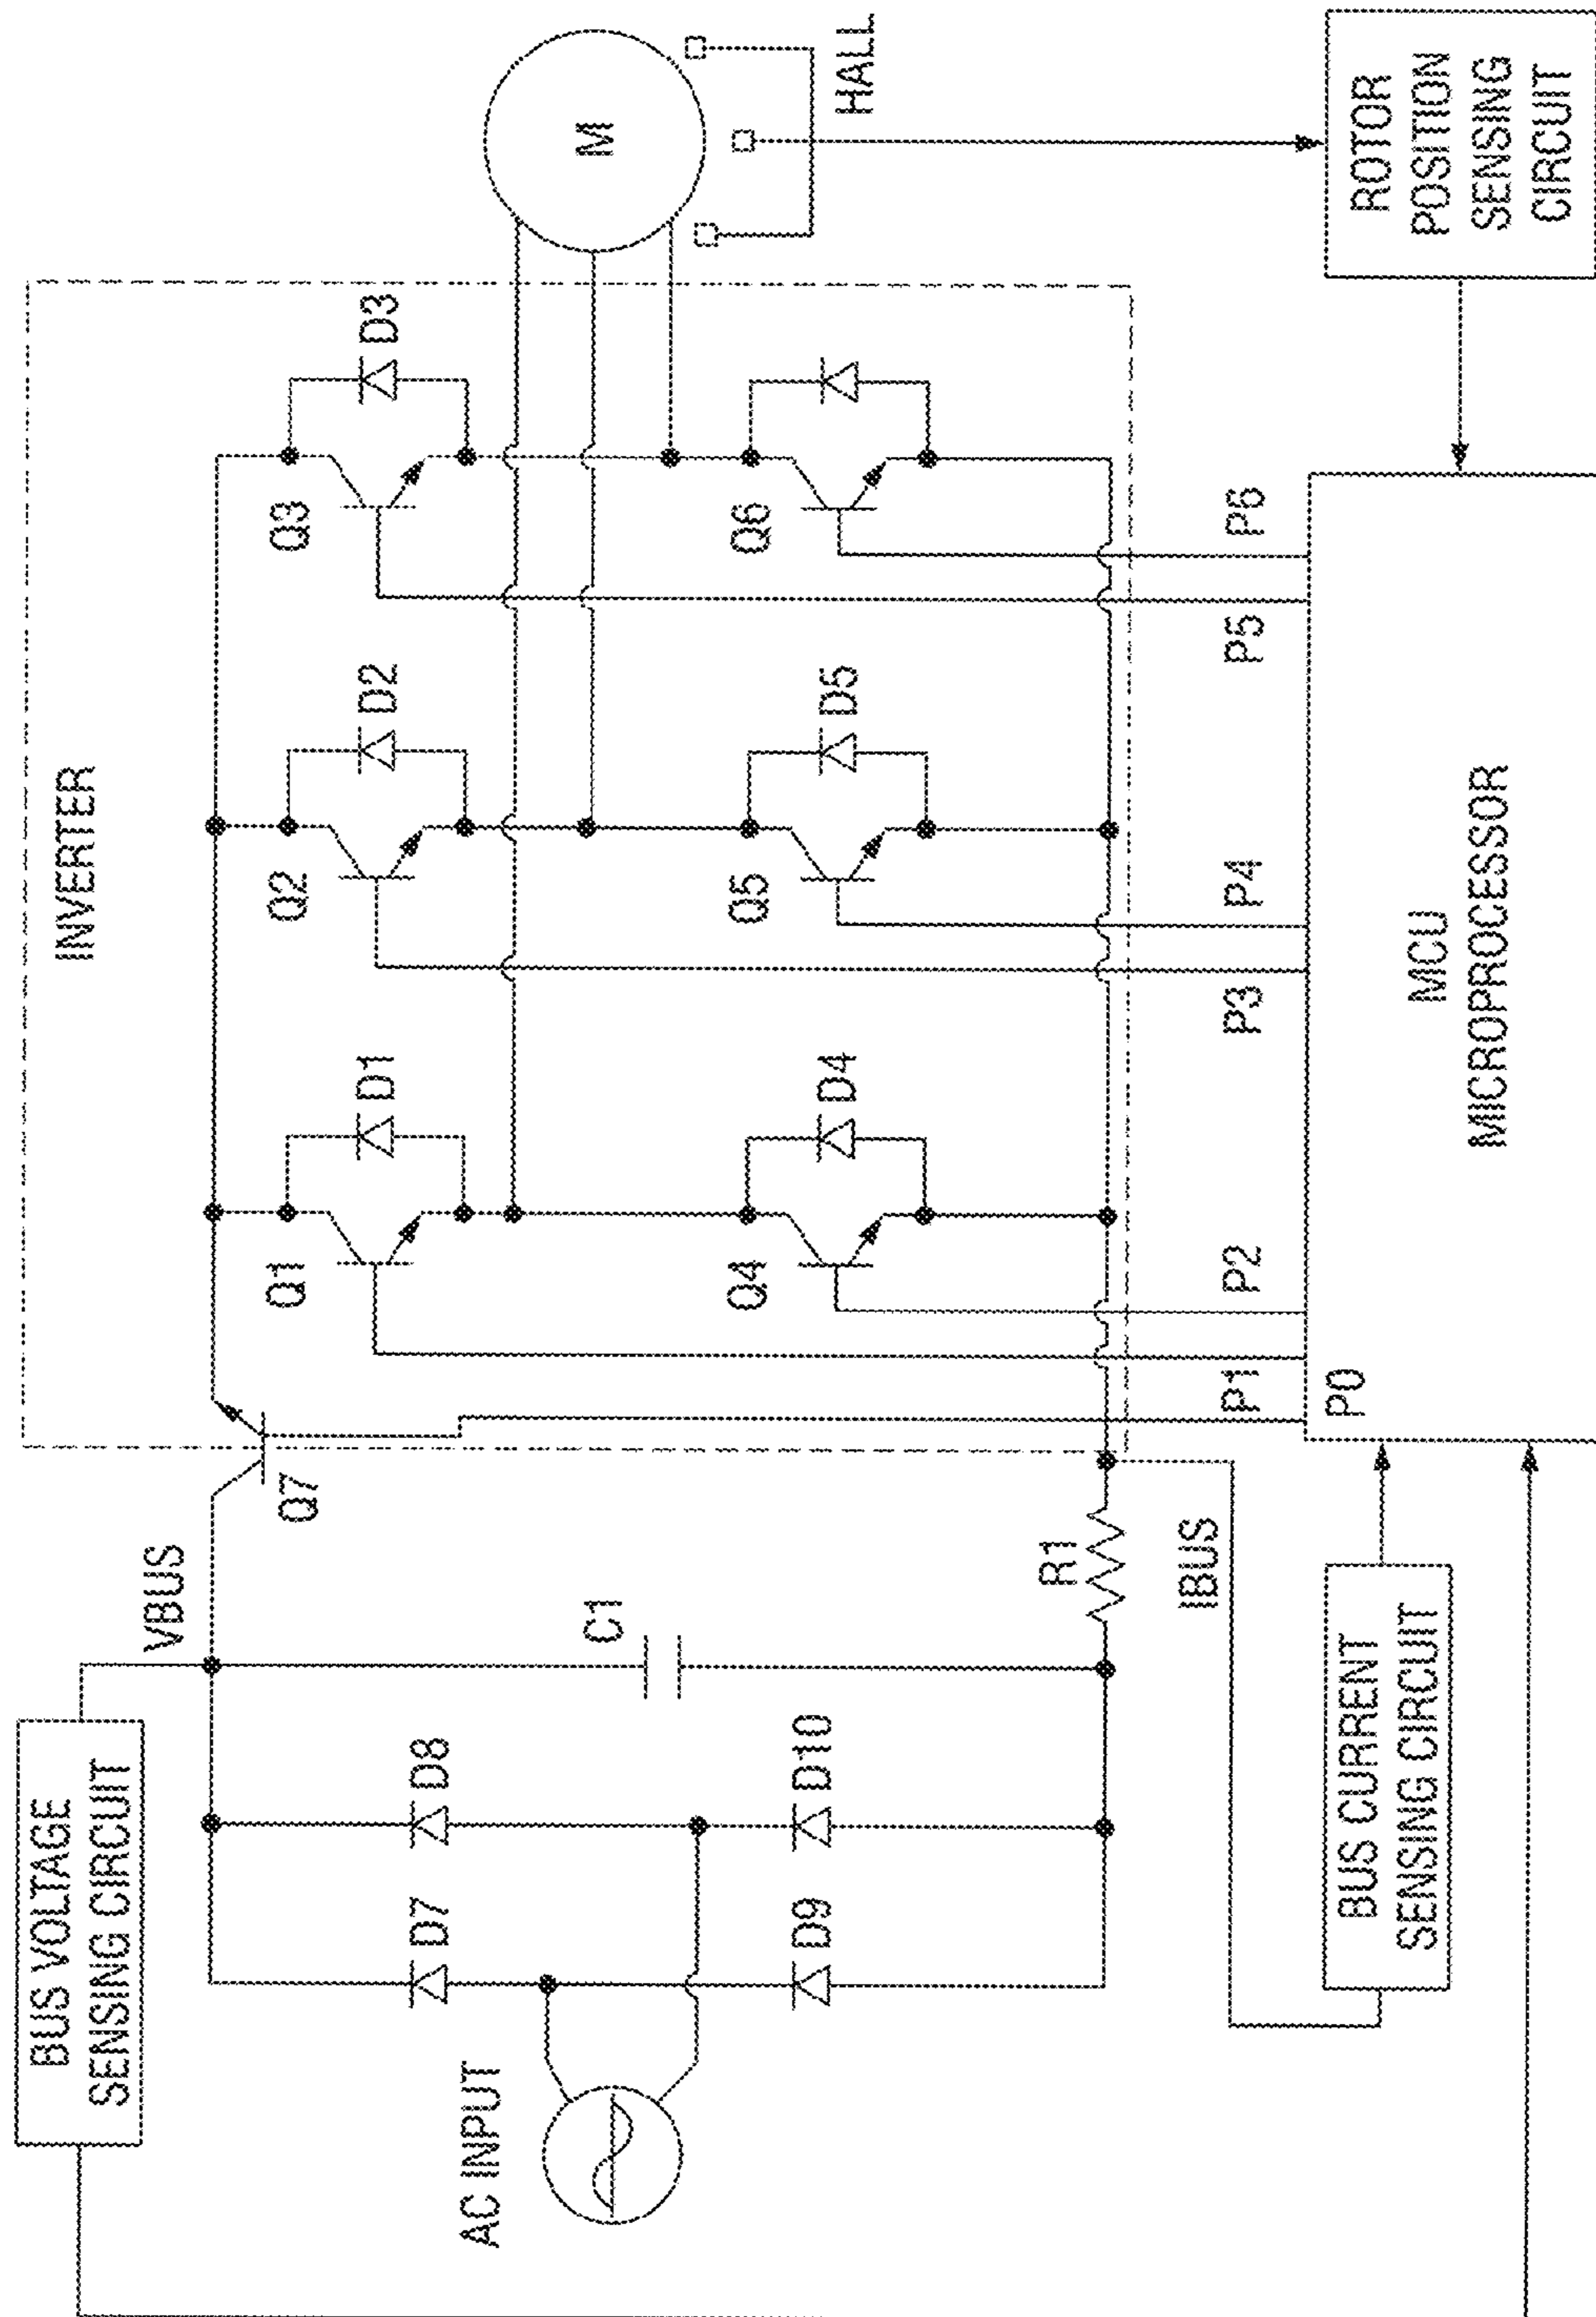 BUS VOLTAGE
SENSING CIRCUIT
VBUS
INVERTER
Q7
Q1
D1
Q2
D2
Q3
D3
D7
D8
C1
AC INPUT
M
D9
D10
Q4
D4
Q5
D5
Q6
HALL
R1
IBUS
P1
P2
P3
P4
P5
P6
P0
BUS CURRENT
SENSING CIRCUIT
MCU
MICROPROCESSOR
ROTOR
POSITION
SENSING
CIRCUIT